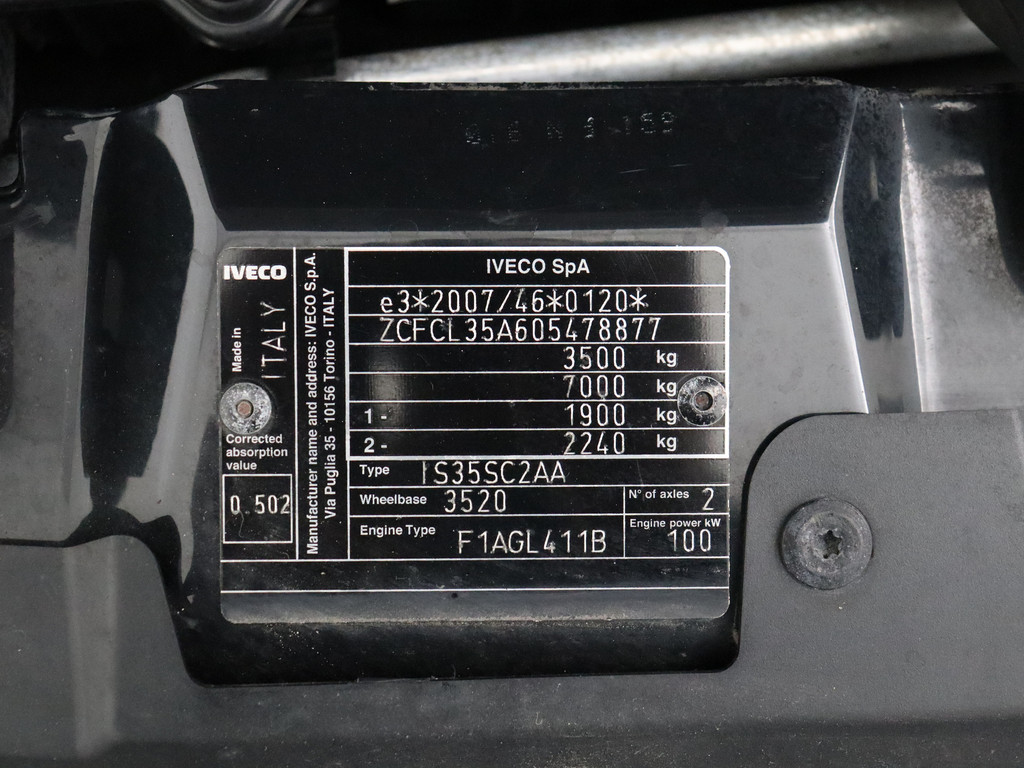 IVECO
Made in
ITALY
Corrected
absorption
value
0.502
Manufacturer name and address: IVECO S.p.A.
Via Puglia 35 - 10156 Torino - ITALY
IVECO SpA
e3*2007/46*0120*
ZCFCL35A605478877
3500 kg
7000 kg
1 - 1900 kg
2 - 2240 kg
Type IS35SC2AA
Wheelbase 3520 N° of axles 2
Engine Type F1AGL411B Engine power kW 100